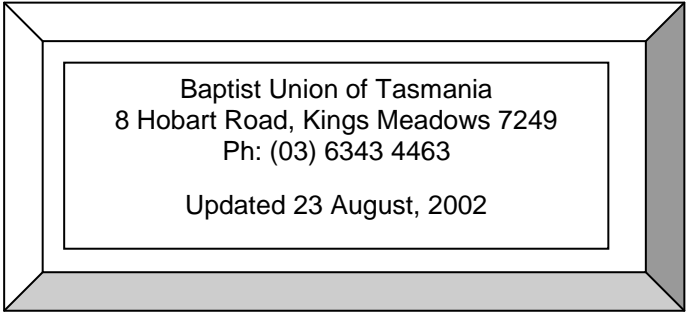 Baptist Union of Tasmania
8 Hobart Road, Kings Meadows 7249
Ph: (03) 6343 4463
Updated 23 August, 2002